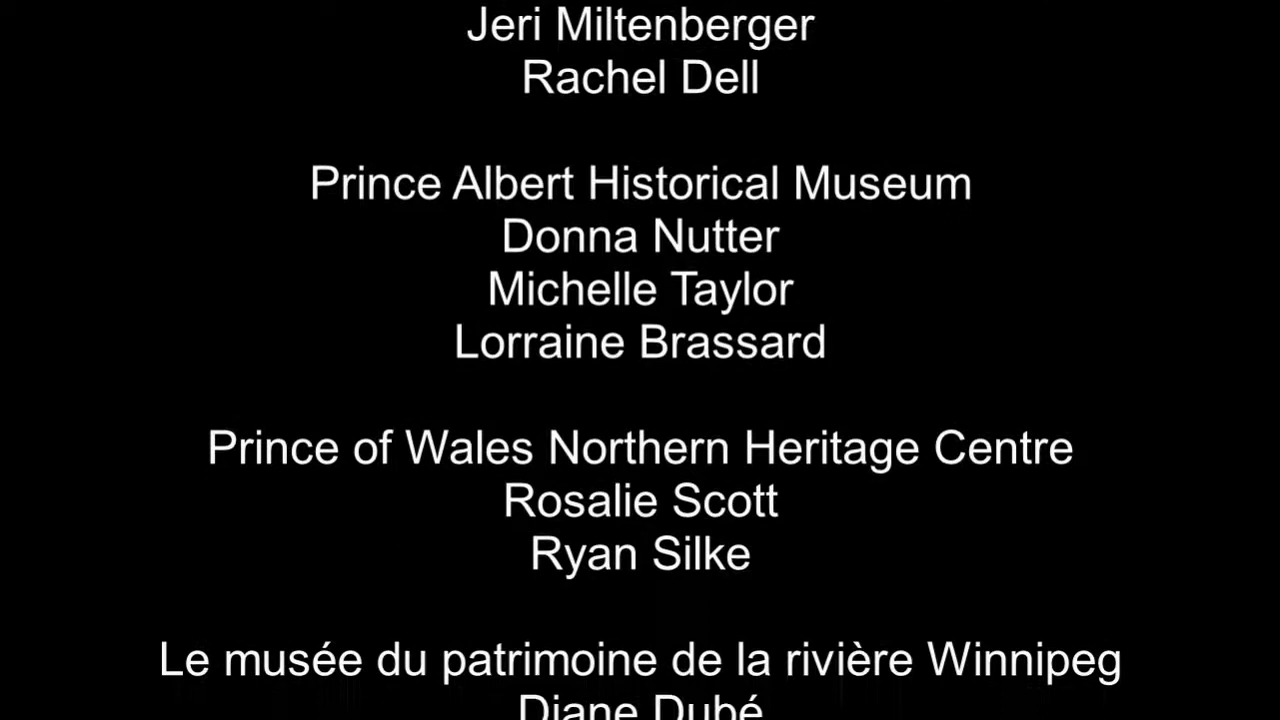 Jeri Miltenberger
Rachel Dell
Prince Albert Historical Museum
Donna Nutter
Michelle Taylor
Lorraine Brassard
Prince of Wales Northern Heritage Centre
Rosalie Scott
Ryan Silke
Le musée du patrimoine de la rivière Winnipeg
Diane Dubé